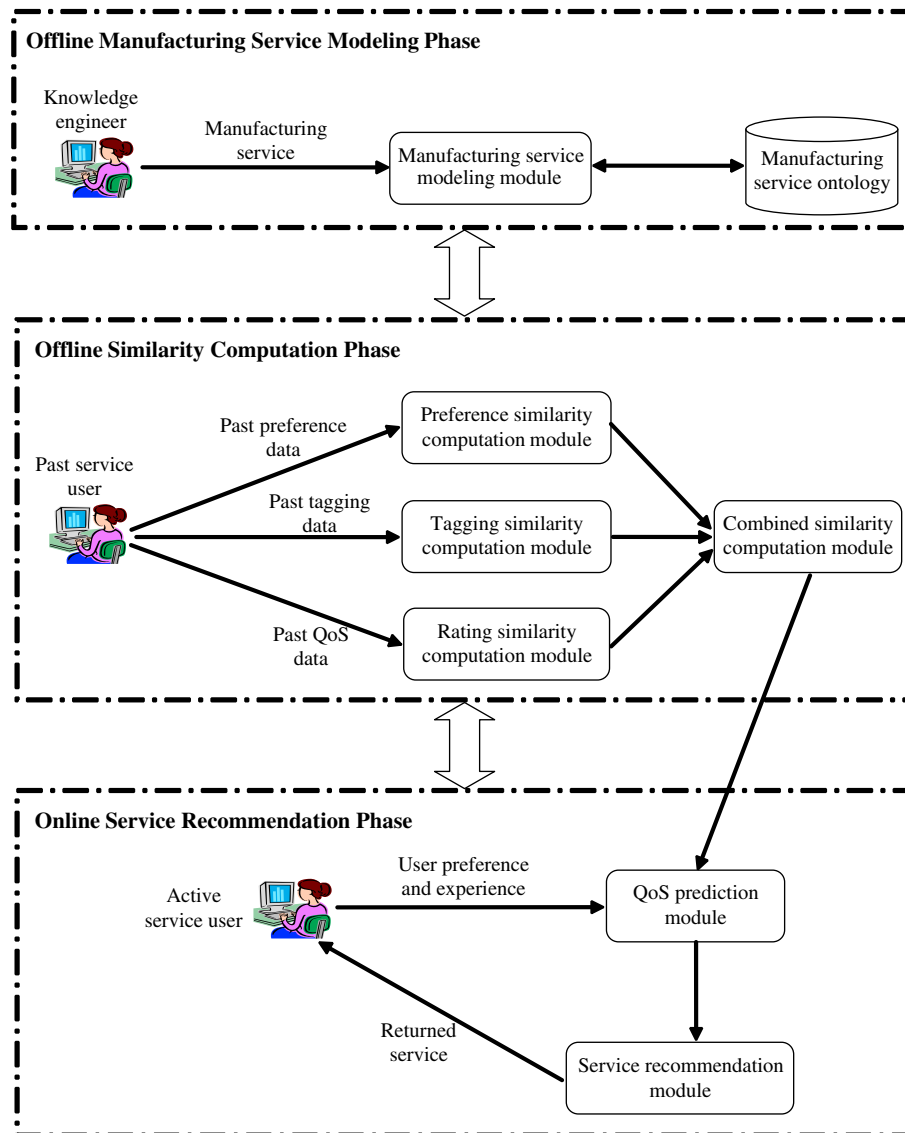 Offline Manufacturing Service Modeling Phase
Knowledge
engineer
Manufacturing
service
Manufacturing service
modeling module
Manufacturing
service ontology
Offline Similarity Computation Phase
Past preference
data
Preference similarity
computation module
Past service
user
Past tagging
data
Tagging similarity
computation module
Combined similarity
computation module
Past QoS
data
Rating similarity
computation module
Online Service Recommendation Phase
Active
service user
User preference
and experience
QoS prediction
module
Returned
service
Service recommendation
module